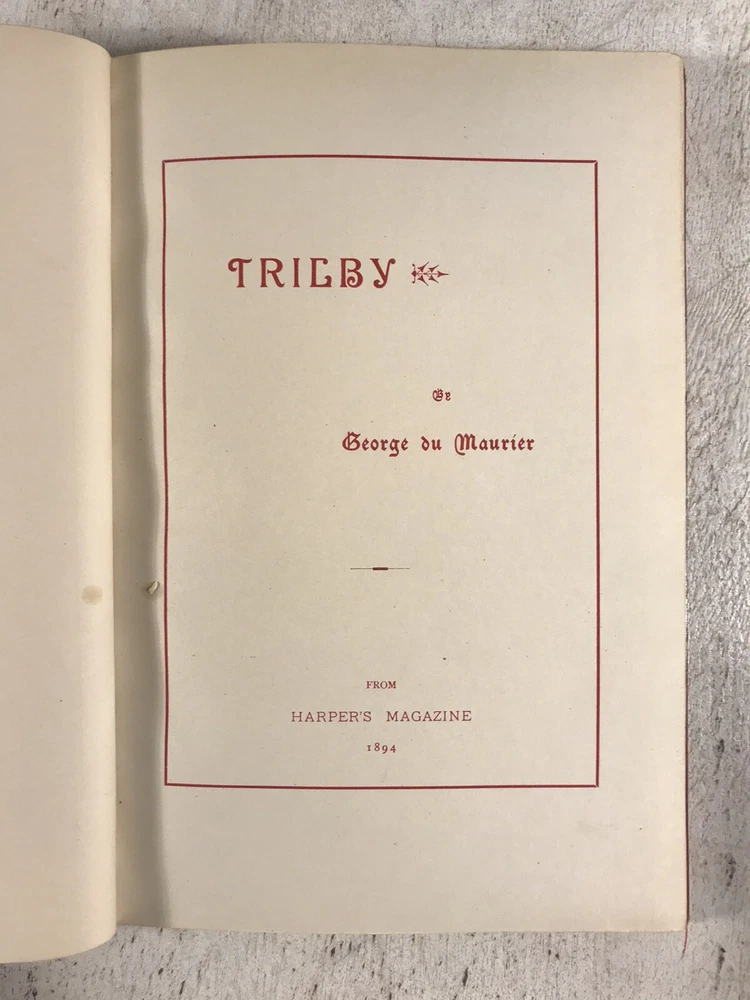 TRILBY
By
George du Maurier
FROM
HARPER'S MAGAZINE
1894